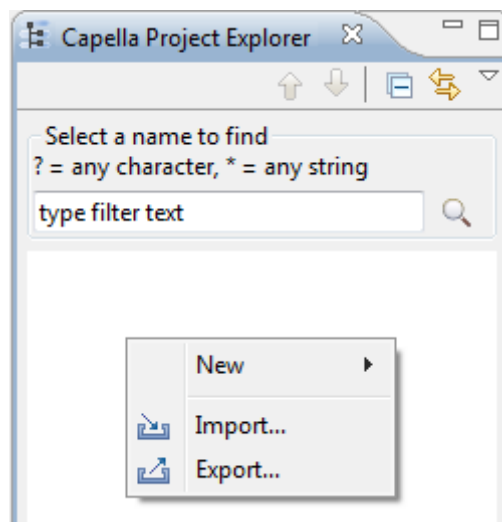 Capella Project Explorer
Select a name to find
? = any character, * = any string
type filter text
New
Import...
Export...